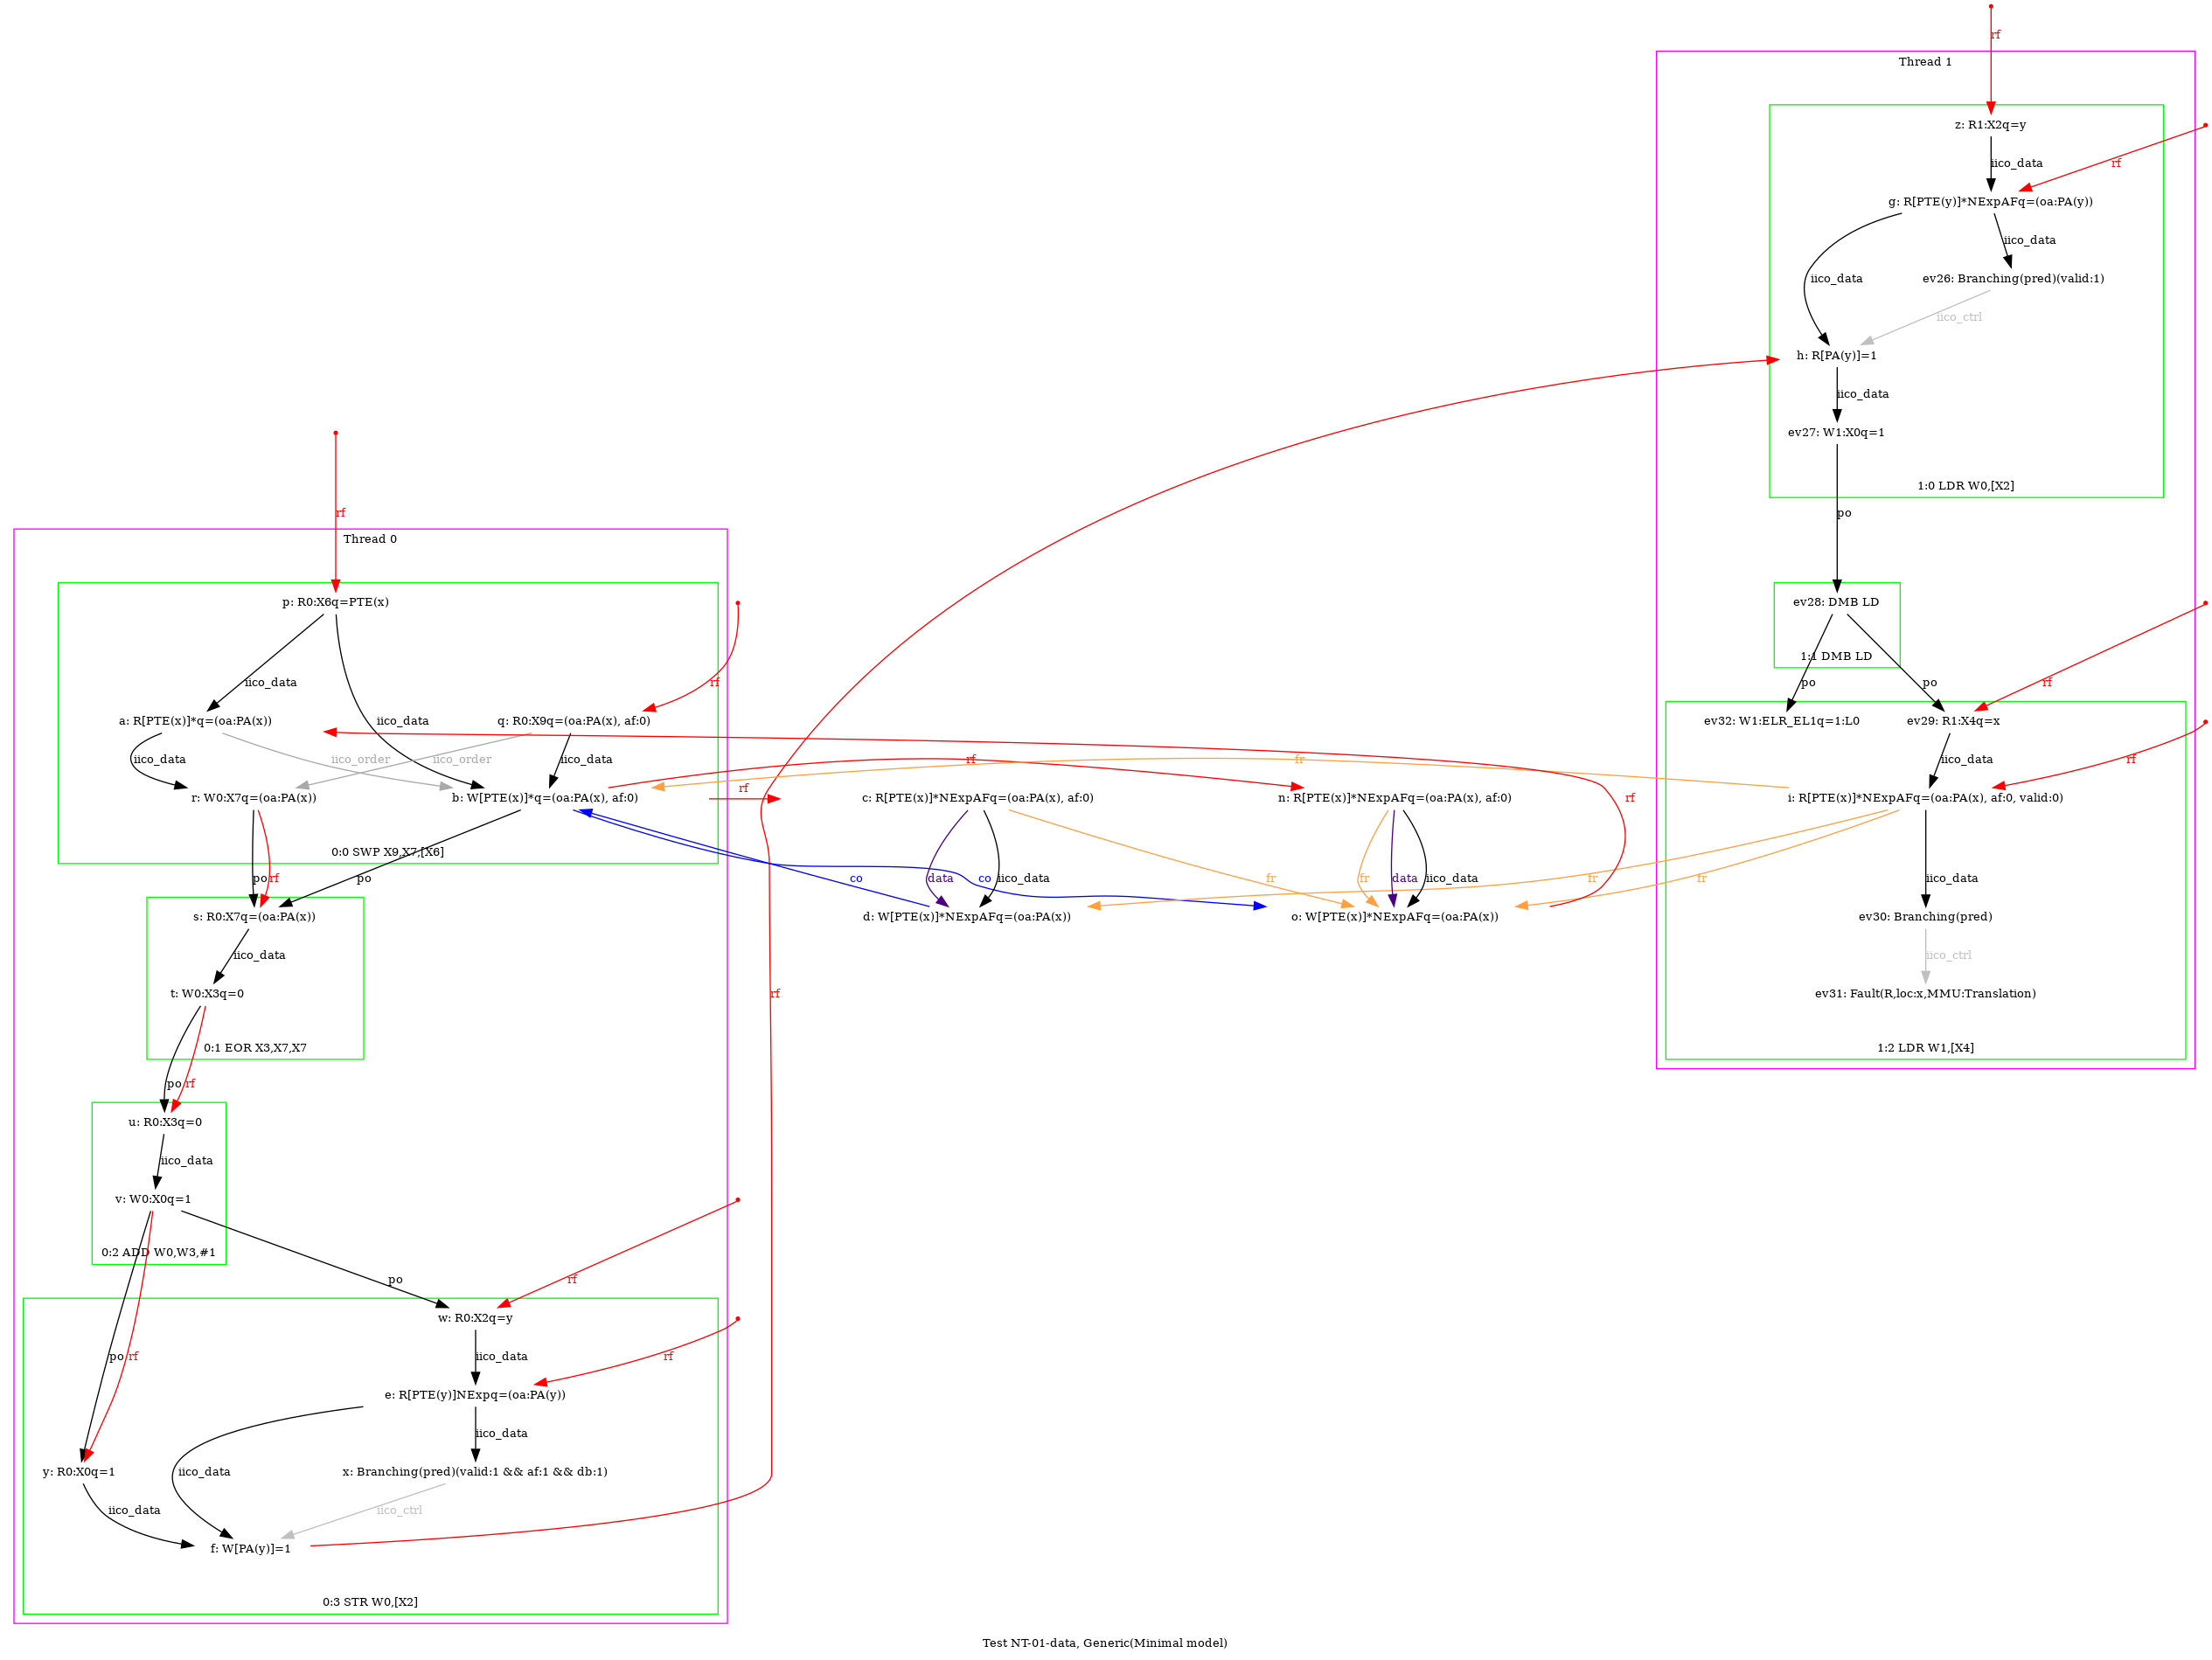 rf
Thread 1
z: R1:X2q=y
iico_data
rf
g: R[PTE(y)]*NExpAFq=(oa:PA(y))
iico_data
iico_data
ev26: Branching(pred)(valid:1)
iico_ctrl
h: R[PA(y)]=1
iico_data
ev27: W1:X0q=1
1:0 LDR W0,[X2]
po
ev28: DMB LD
1:1 DMB LD
po
po
rf
ev32: W1:ELR_EL1q=1:L0
ev29: R1:X4q=x
iico_data
rf
i: R[PTE(x)]*NExpAFq=(oa:PA(x), af:0, valid:0)
fr
fr
fr
iico_data
ev30: Branching(pred)
iico_ctrl
ev31: Fault(R,loc:x,MMU:Translation)
1:2 LDR W1,[X4]
rf
Thread 0
p: R0:X6q=PTE(x)
iico_data
iico_data
rf
a: R[PTE(x)]*q=(oa:PA(x))
q: R0:X9q=(oa:PA(x), af:0)
iico_data
iico_order
iico_order
iico_data
r: W0:X7q=(oa:PA(x))
b: W[PTE(x)]*q=(oa:PA(x), af:0)
0:0 SWP X9,X7,[X6]
rf
rf
rf
c: R[PTE(x)]*NExpAFq=(oa:PA(x), af:0)
n: R[PTE(x)]*NExpAFq=(oa:PA(x), af:0)
po
rf
po
co
co
data
iico_data
fr
fr
data
iico_data
d: W[PTE(x)]*NExpAFq=(oa:PA(x))
o: W[PTE(x)]*NExpAFq=(oa:PA(x))
s: R0:X7q=(oa:PA(x))
iico_data
t: W0:X3q=0
0:1 EOR X3,X7,X7
rf
po
rf
u: R0:X3q=0
iico_data
v: W0:X0q=1
0:2 ADD W0,W3,#1
po
rf
w: R0:X2q=y
iico_data
po
rf
rf
e: R[PTE(y)]NExpq=(oa:PA(y))
iico_data
iico_data
y: R0:X0q=1
x: Branching(pred)(valid:1 && af:1 && db:1)
iico_data
iico_ctrl
f: W[PA(y)]=1
0:3 STR W0,[X2]
Test NT-01-data, Generic(Minimal model)